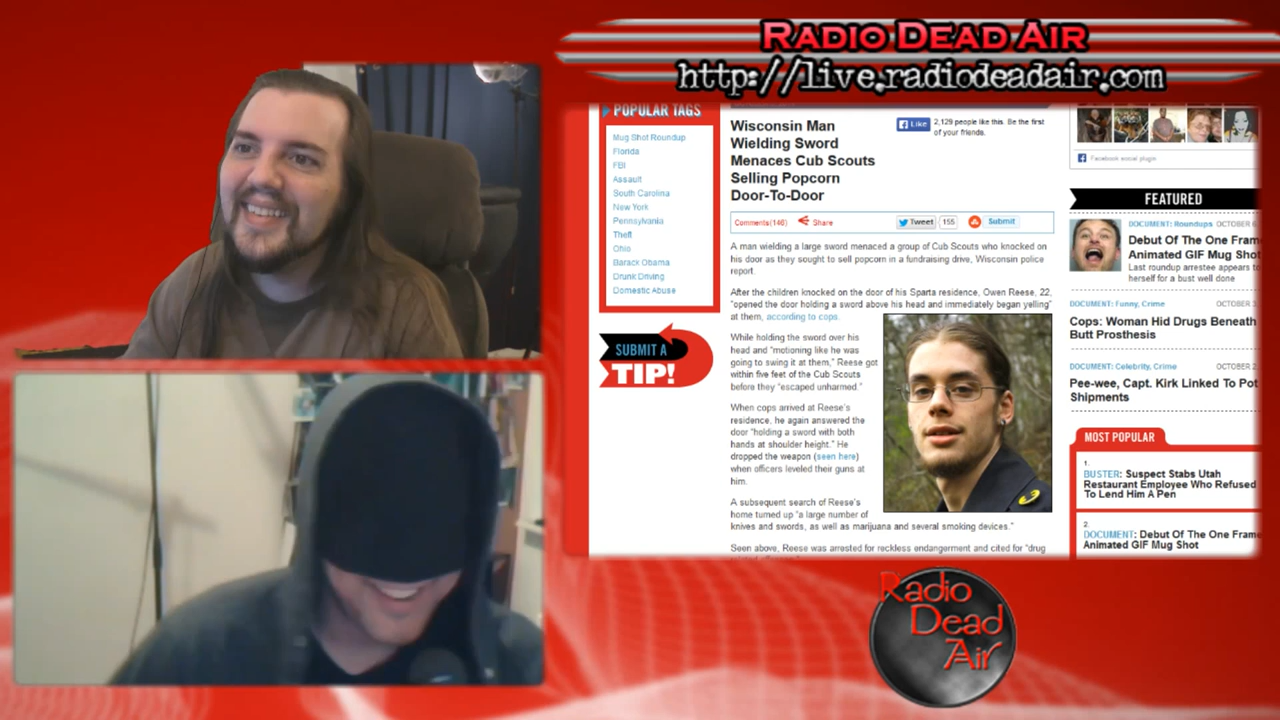 RADIO DEAD AIR
http://live.radiodeadair.com
POPULAR TAGS
Mug Shot Roundup
Florida
FBI
Assault
South Carolina
New York
Pennsylvania
Theft
Ohio
Barack Obama
Drunk Driving
Domestic Abuse
SUBMIT A
TIP!
Wisconsin Man
Wielding Sword
Menaces Cub Scouts
Selling Popcorn
Door-To-Door
Like
2,129 people like this. Be the first
of your friends.
Comments(146)
Share
Tweet
155
Submit
A man wielding a large sword menaced a group of Cub Scouts who knocked on
his door as they sought to sell popcorn in a fundraising drive, Wisconsin police
report.
After the children knocked on the door of his Sparta residence, Owen Reese, 22,
"opened the door holding a sword above his head and immediately began yelling"
at them, according to cops.
While holding the sword over his
head and "motioning like he was
going to swing it at them," Reese got
within five feet of the Cub Scouts
before they "escaped unharmed."
When cops arrived at Reese's
residence, he again answered the
door "holding a sword with both
hands at shoulder height." He
dropped the weapon (seen here)
when officers leveled their guns at
him.
A subsequent search of Reese's
home turned up "a large number of
knives and swords, as well as marijuana and several smoking devices."
Seen above, Reese was arrested for reckless endangerment and cited for "drug
Facebook social plugin
FEATURED
DOCUMENT: Roundups OCTOBER 6
Debut Of The One Fram
Animated GIF Mug Shot
Last roundup arrestee appears to
herself for a bust well done
DOCUMENT: Funny, Crime OCTOBER 3
Cops: Woman Hid Drugs Beneath
Butt Prosthesis
DOCUMENT: Celebrity, Crime OCTOBER 2
Pee-wee, Capt. Kirk Linked To Pot
Shipments
MOST POPULAR
1.
BUSTER: Suspect Stabs Utah
Restaurant Employee Who Refused
To Lend Him A Pen
2.
DOCUMENT: Debut Of The One Fram
Animated GIF Mug Shot
Radio
Dead
Air